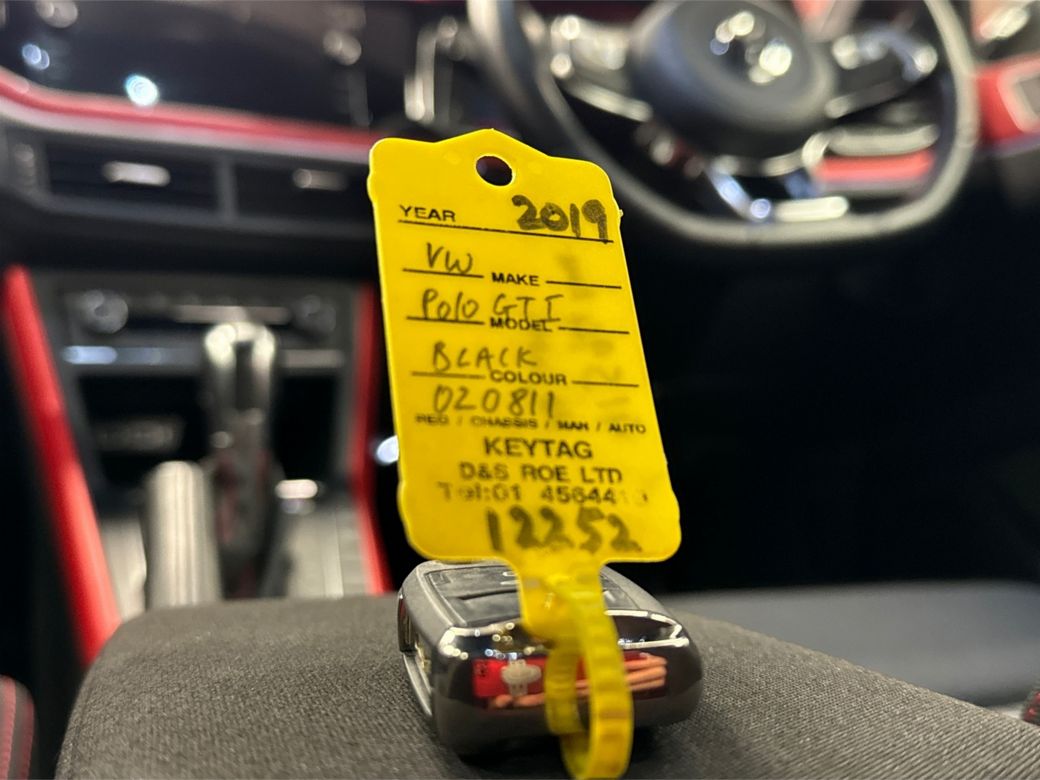 YEAR 2019
VW
MAKE
Polo GTI
MODEL
BLACK
COLOUR
020811
REG / CHASSIS / MAN / AUTO
KEYTAG
D&S ROE LTD
Tel:01
12252